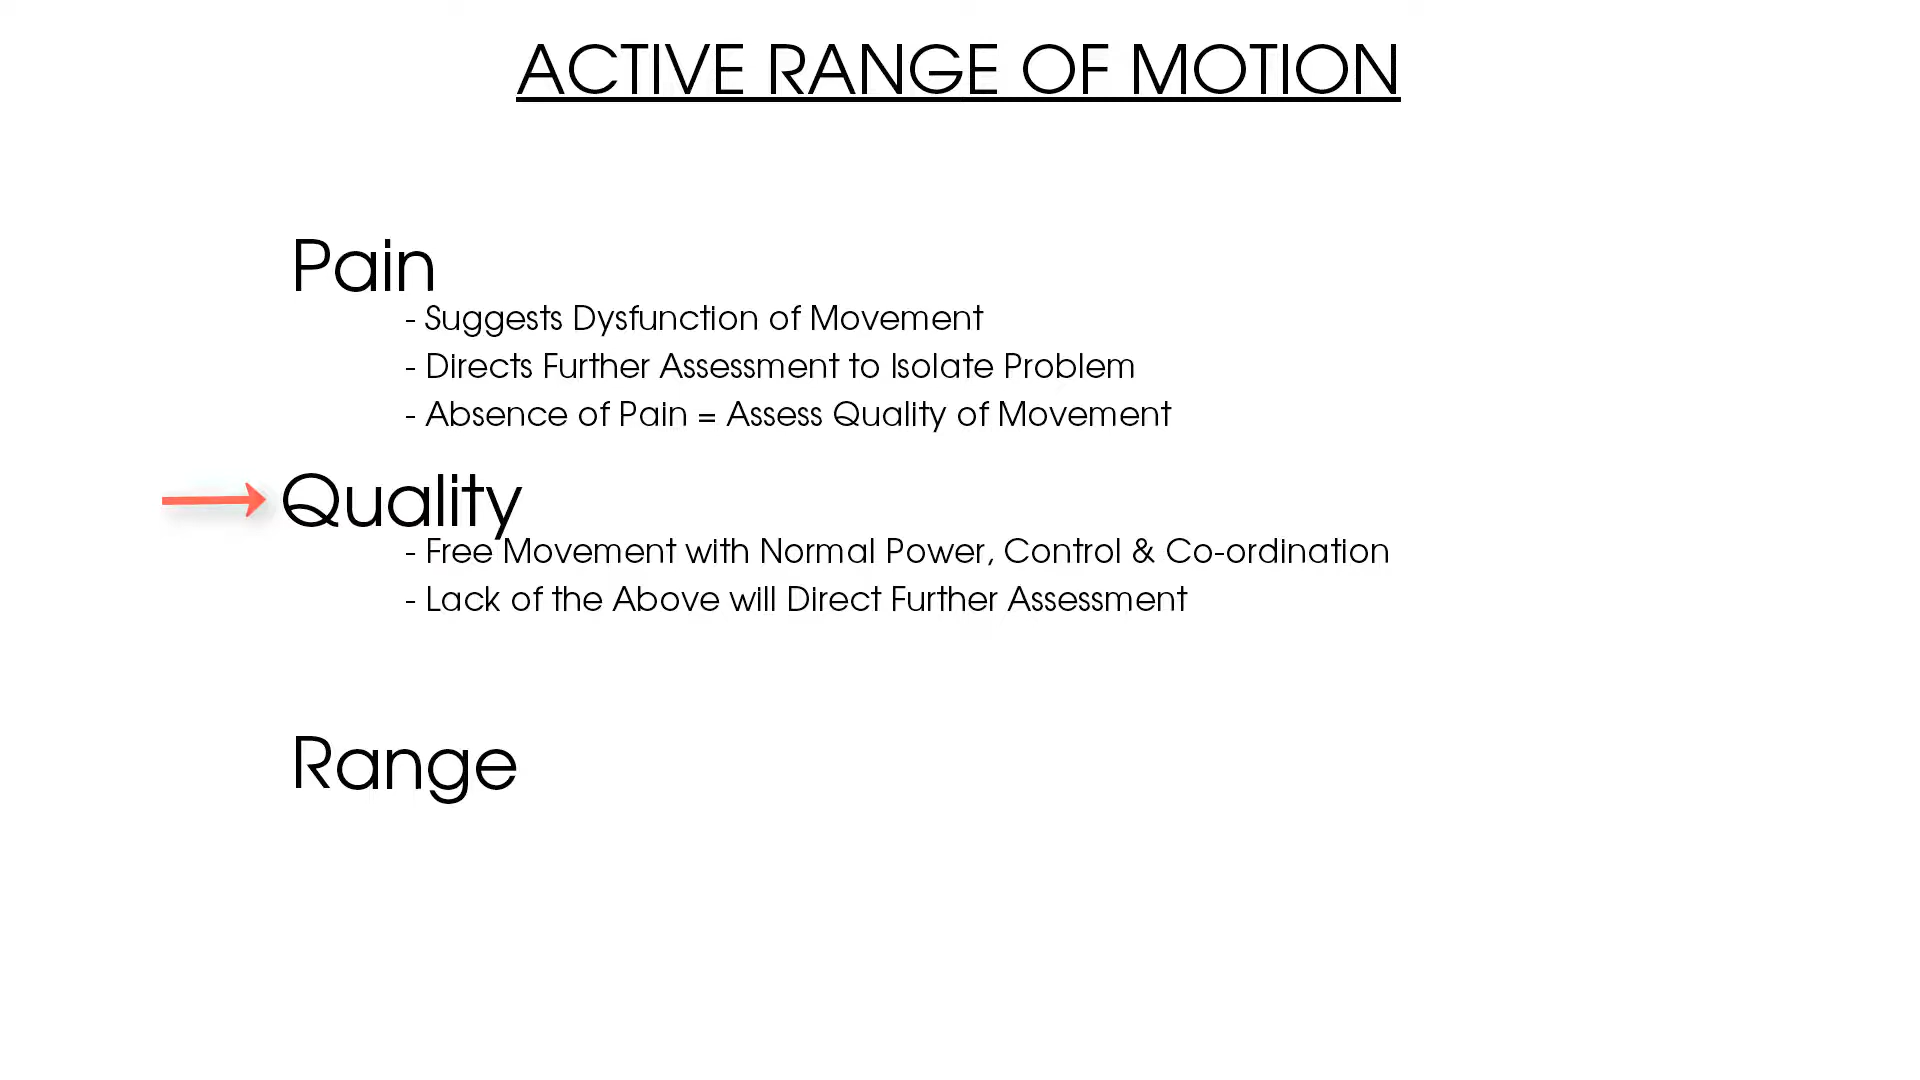 ACTIVE RANGE OF MOTION
Pain
- Suggests Dysfunction of Movement
- Directs Further Assessment to Isolate Problem
- Absence of Pain = Assess Quality of Movement
Quality
- Free Movement with Normal Power, Control & Co-ordination
- Lack of the Above will Direct Further Assessment
Range